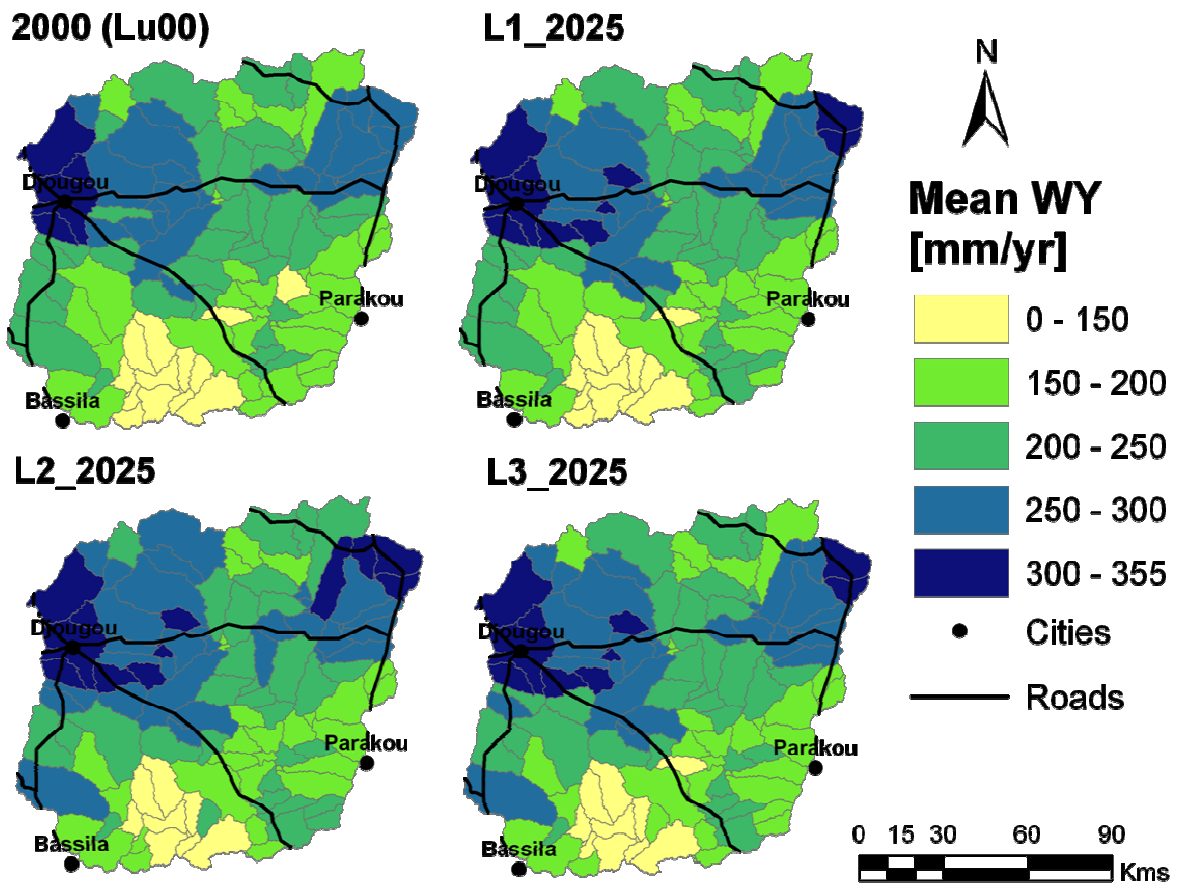 2000 (Lu00)
L1_2025
N
Djougou
Djougou
Mean WY
[mm/yr]
Parakou
Parakou
0 - 150
150 - 200
Bassila
Bassila
200 - 250
L2_2025
L3_2025
250 - 300
300 - 355
Djougou
Djougou
Cities
Roads
Parakou
Parakou
Bassila
Bassila
0 15 30 60 90
Kms